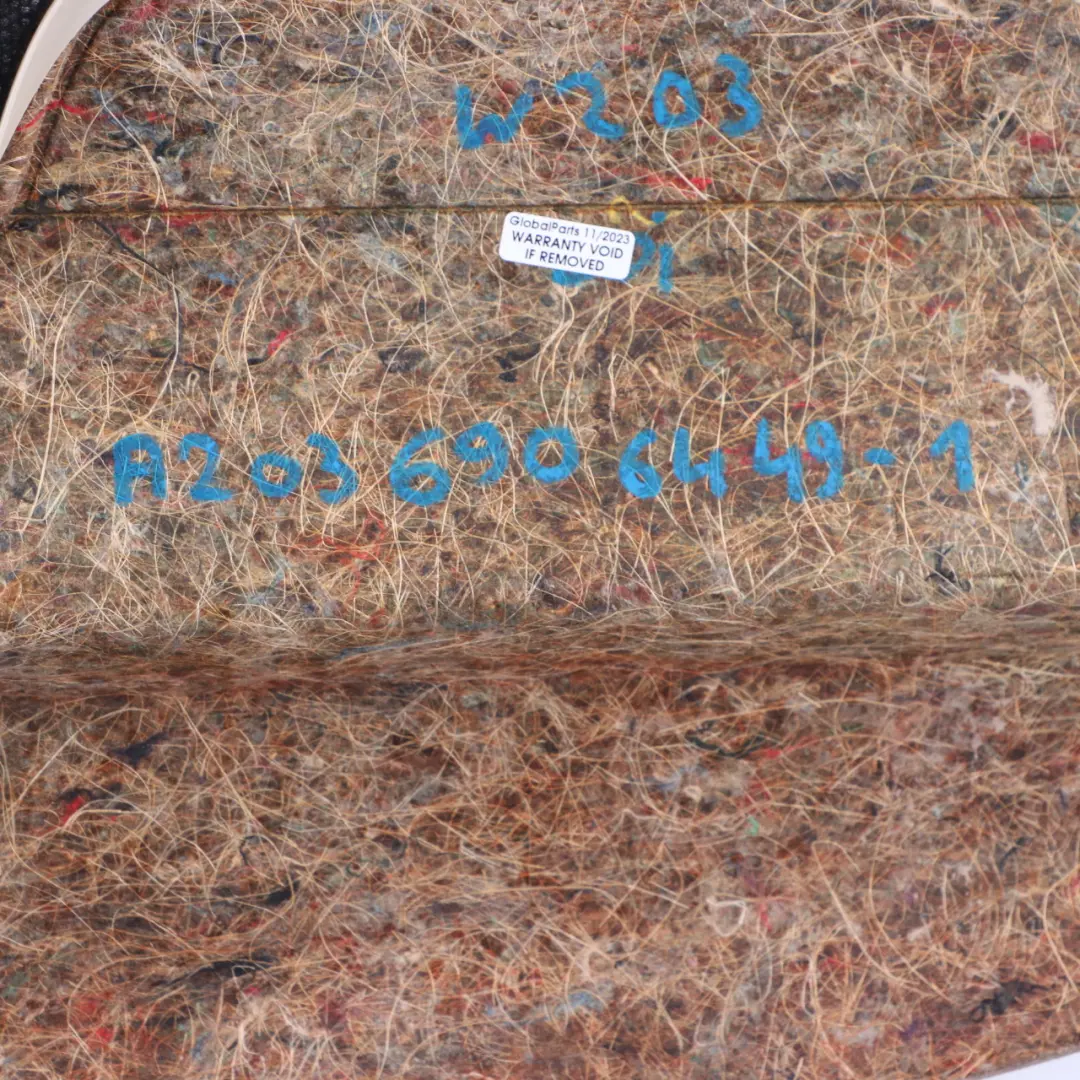 W203
GlobalParts 11/2023
WARRANTY VOID
IF REMOVED
A203 690 6449-1